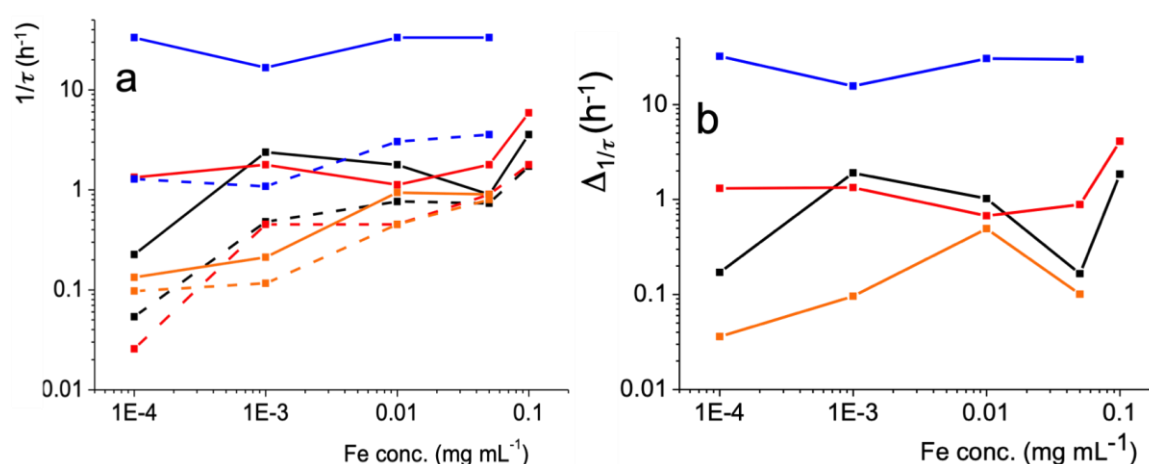 1/τ (h⁻¹)
a
10
1
0.1
0.01
1E-4
1E-3
0.01
0.1
Fe conc. (mg mL⁻¹)
Δ1/τ (h⁻¹)
b
10
1
0.1
0.01
1E-4
1E-3
0.01
0.1
Fe conc. (mg mL⁻¹)